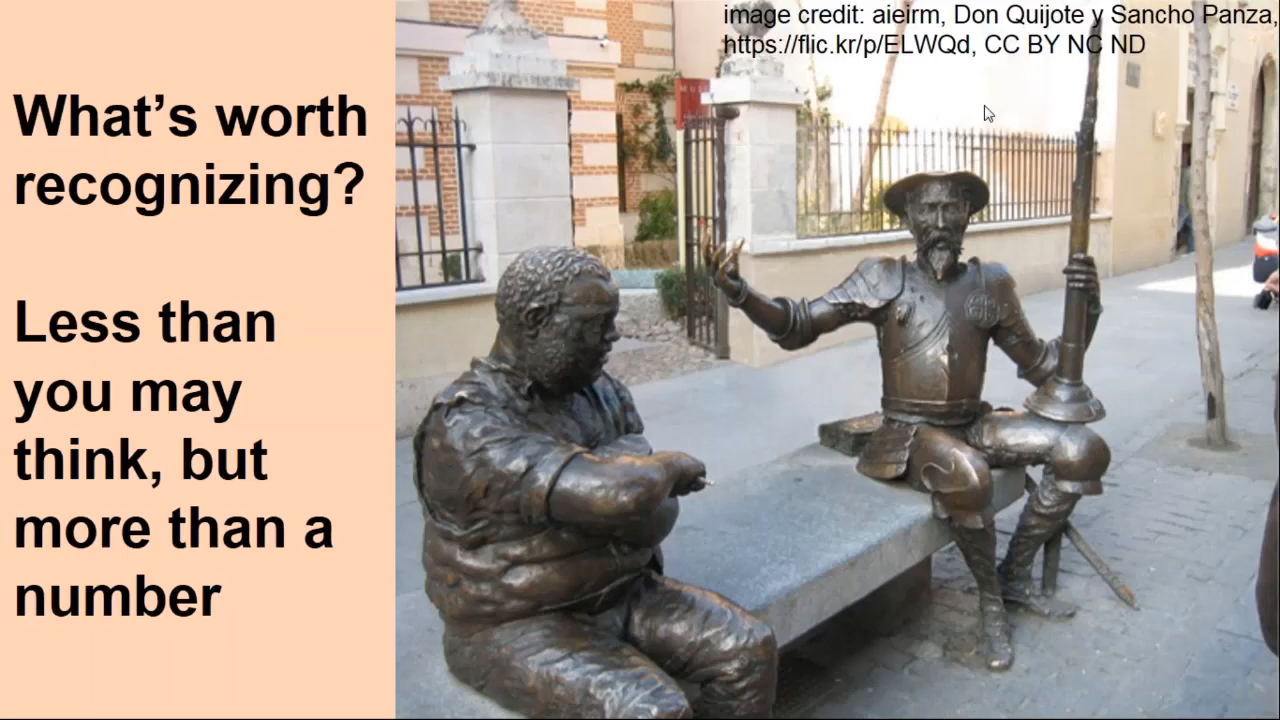 What's worth
recognizing?
Less than
you may
think, but
more than a
number
image credit: aieirm, Don Quijote y Sancho Panza,
https://flic.kr/p/ELWQd, CC BY NC ND